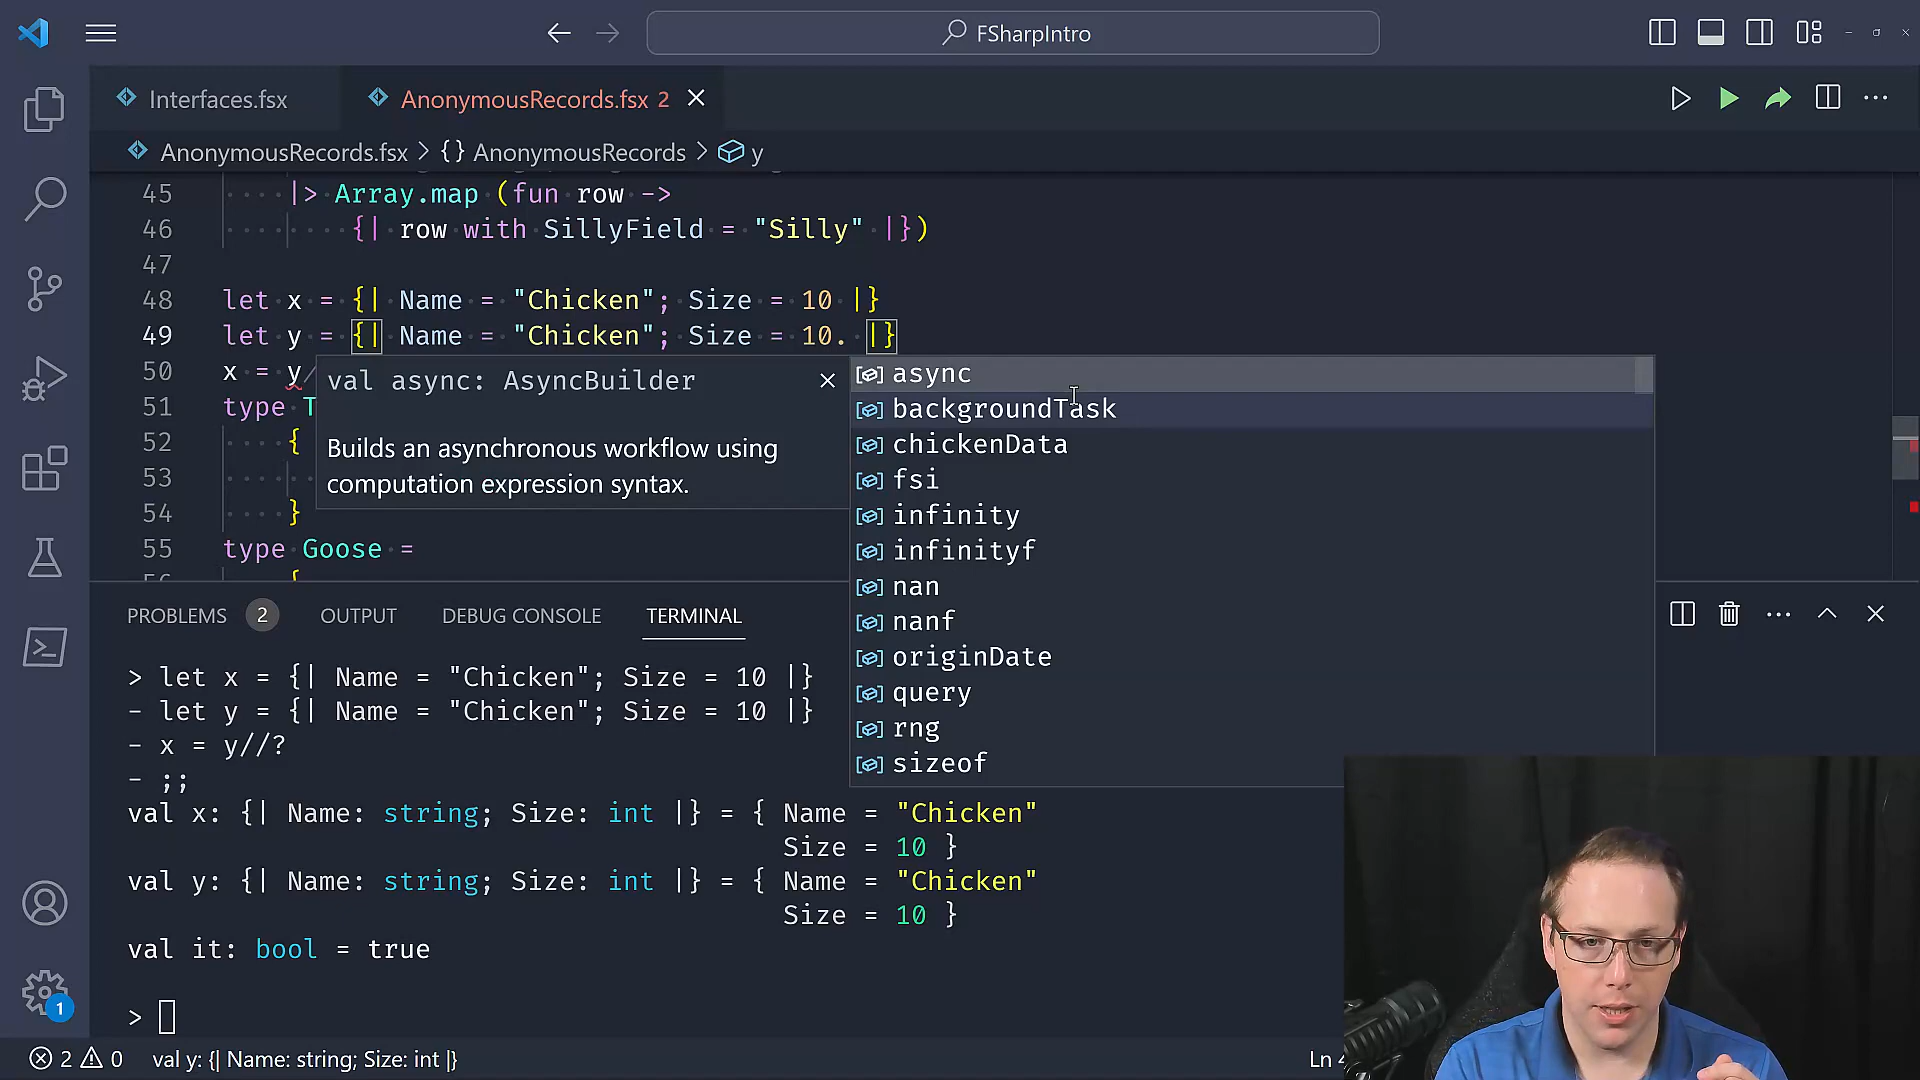 FSharpIntro
Interfaces.fsx
AnonymousRecords.fsx 2
AnonymousRecords.fsx > {} AnonymousRecords > y
45 |> Array.map (fun row ->
46 {| row with SillyField = "Silly" |})
47
48 let x = {| Name = "Chicken"; Size = 10 |}
49 let y = {| Name = "Chicken"; Size = 10. |}
50 x = y/
51 type T
52 {
53
54 }
55 type Goose =
val async: AsyncBuilder
Builds an asynchronous workflow using
computation expression syntax.
async
backgroundTask
chickenData
fsi
infinity
infinityf
nan
nanf
originDate
query
rng
sizeof
PROBLEMS 2 OUTPUT DEBUG CONSOLE TERMINAL
> let x = {| Name = "Chicken"; Size = 10 |}
- let y = {| Name = "Chicken"; Size = 10 |}
- x = y//?
- ;;
val x: {| Name: string; Size: int |} = { Name = "Chicken"
Size = 10 }
val y: {| Name: string; Size: int |} = { Name = "Chicken"
Size = 10 }
val it: bool = true
>
1
2 0 val y: {| Name: string; Size: int |}
Ln